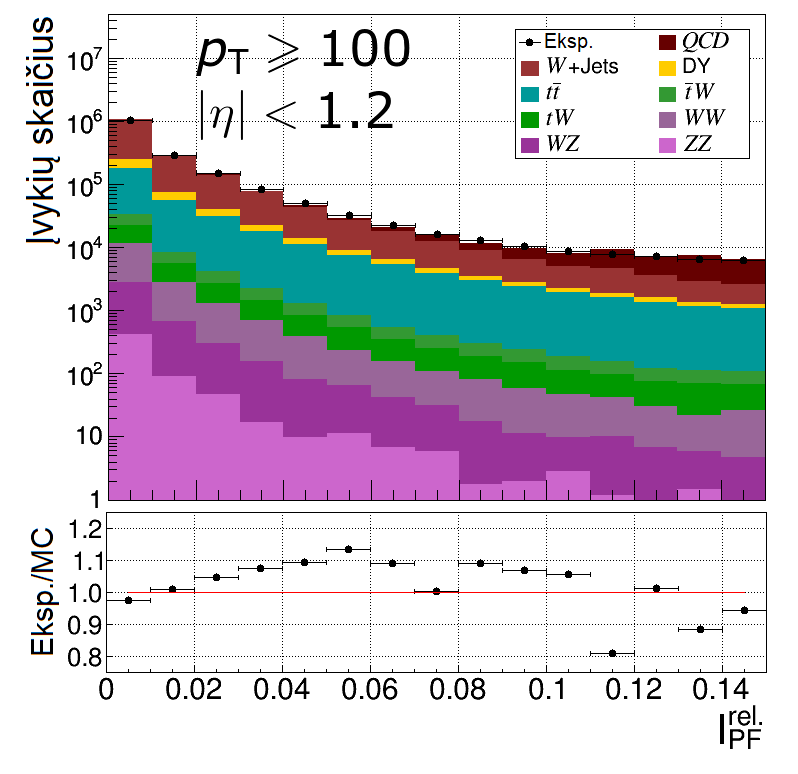 Įvykių skaičius
10⁷
10⁶
10⁵
10⁴
10³
10²
10
1
pT ⩾ 100
|η| < 1.2
Eksp. QCD
W+Jets DY
tt̄ t̄W
tW WW
WZ ZZ
Eksp./MC
1.2
1.1
1.0
0.9
0.8
0 0.02 0.04 0.06 0.08 0.1 0.12 0.14
I_PF^rel.